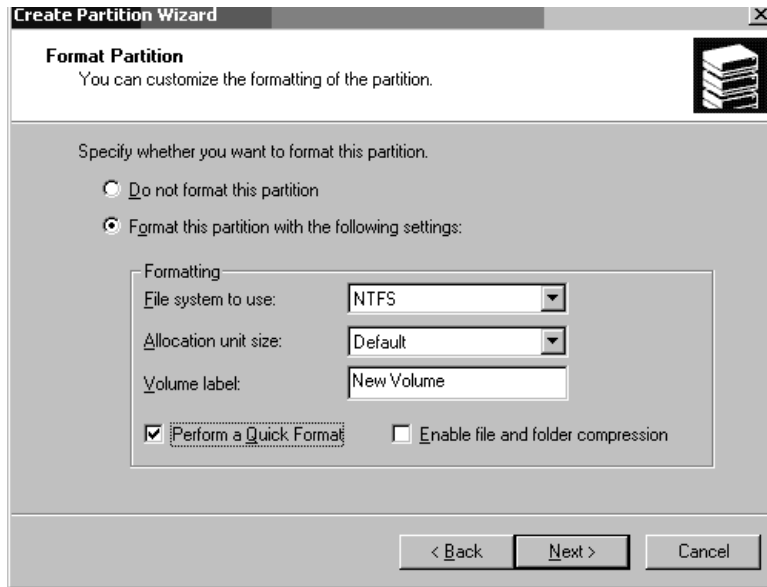 Create Partition Wizard
Format Partition
You can customize the formatting of the partition.
Specify whether you want to format this partition.
Do not format this partition
Format this partition with the following settings:
Formatting
File system to use: NTFS
Allocation unit size: Default
Volume label: New Volume
Perform a Quick Format Enable file and folder compression
< Back Next > Cancel